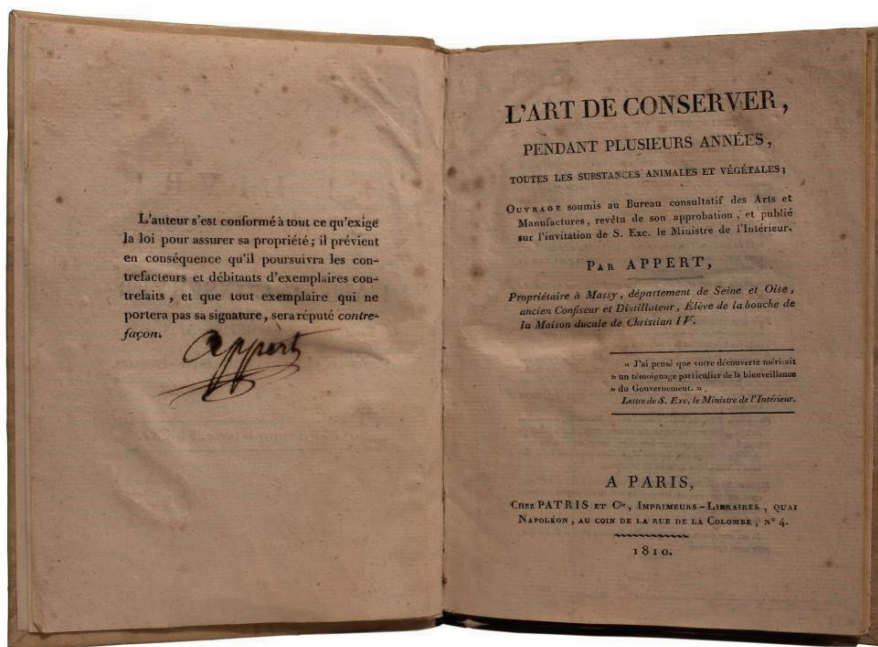 L'auteur s'est conformé à tout ce qu'exige
la loi pour assurer sa propriété; il prévient
en conséquence qu'il poursuivra les con-
trefacteurs et débitants d'exemplaires con-
trefaits, et que tout exemplaire qui ne
portera pas sa signature, sera réputé contre-
façon.
Appert
L'ART DE CONSERVER,
PENDANT PLUSIEURS ANNÉES,
TOUTES LES SUBSTANCES ANIMALES ET VÉGÉTALES;
OUVRAGE soumis au Bureau consultatif des Arts et
Manufactures, revêtu de son approbation, et publié
sur l'invitation de S. Exc. le Ministre de l'Intérieur.
PAR APPERT,
Propriétaire à Massy, département de Seine et Oise,
ancien Confiseur et Distillateur, Élève de la bouche de
la Maison ducale de Christian IV.
« J'ai pensé que votre découverte méritait
» un témoignage particulier de la bienveillance
» du Gouvernement. »
Lettre de S. Exc. le Ministre de l'Intérieur.
A PARIS,
CHEZ PATRIS ET Cie, IMPRIMEURS-LIBRAIRES, QUAI
NAPOLÉON, AU COIN DE LA RUE DE LA COLOMBE, N° 4.
1810.